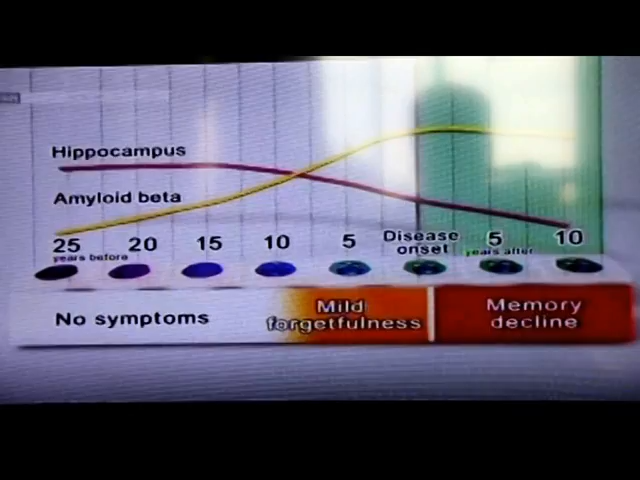 Hippocampus
Amyloid beta
25 20 15 10 5 Disease onset 5 10
years before years after
No symptoms
Mild forgetfulness
Memory decline